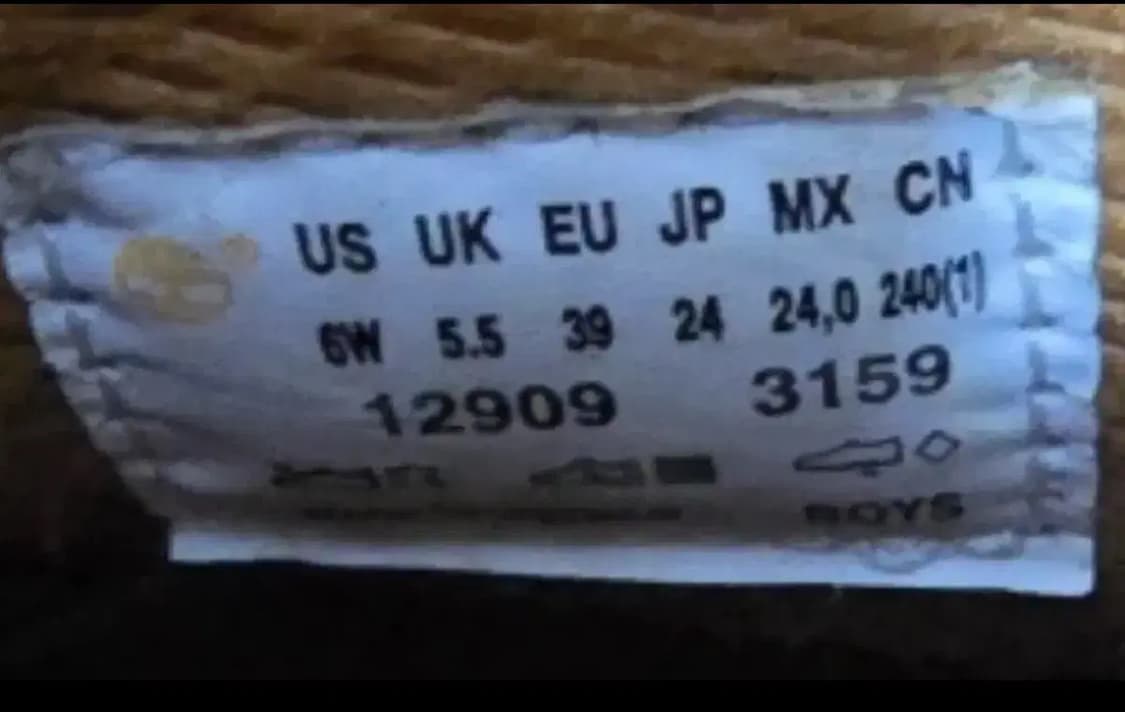 US UK EU JP MX CN
6W 5.5 39 24 24,0 240(1)
12909 3159
BOYS